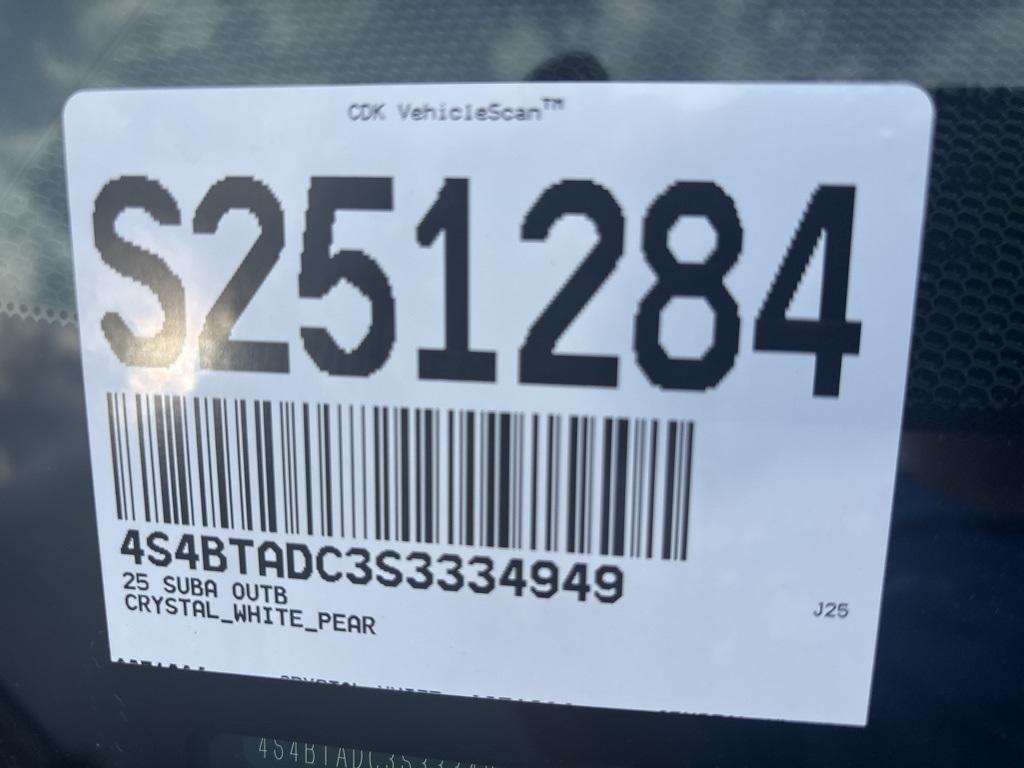 CDK VehicleScan™
S251284
4S4BTADC3S3334949
25 SUBA OUTB
CRYSTAL_WHITE_PEAR
J25